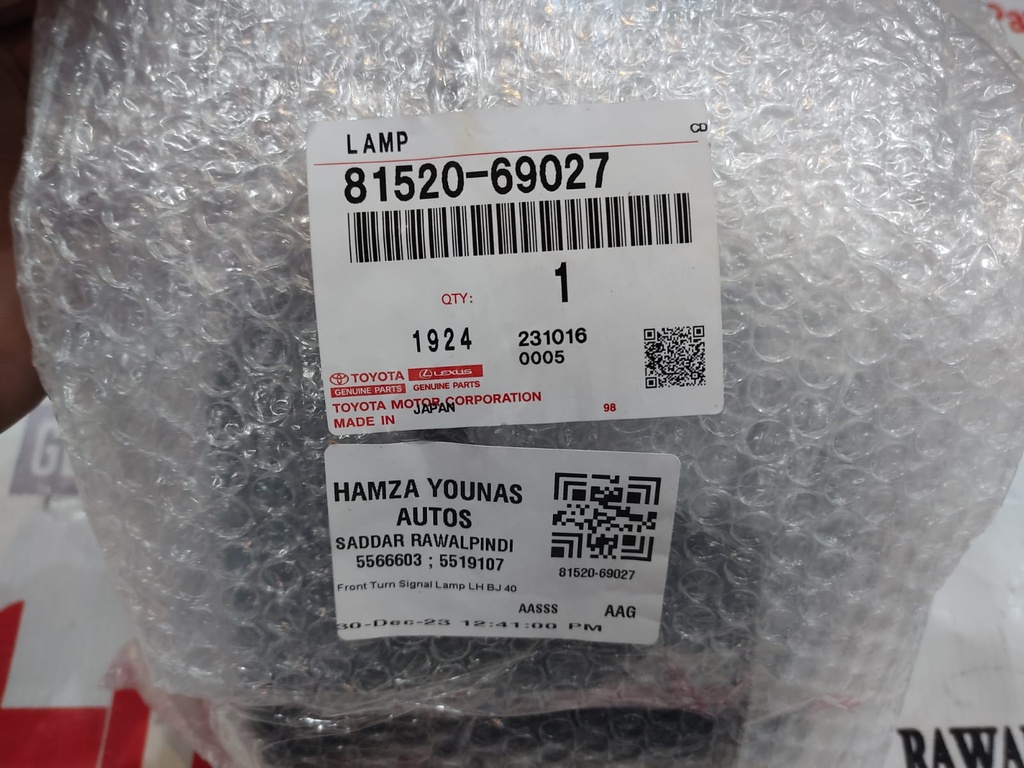 LAMP
CD
81520-69027
QTY: 1
1924 231016
0005
TOYOTA LEXUS
GENUINE PARTS GENUINE PARTS
TOYOTA MOTOR CORPORATION
MADE IN JAPAN 98
HAMZA YOUNAS
AUTOS
SADDAR RAWALPINDI
5566603 ; 5519107
81520-69027
Front Turn Signal Lamp LH BJ 40
AASSS AAG
30-Dec-23 12:41:00 PM